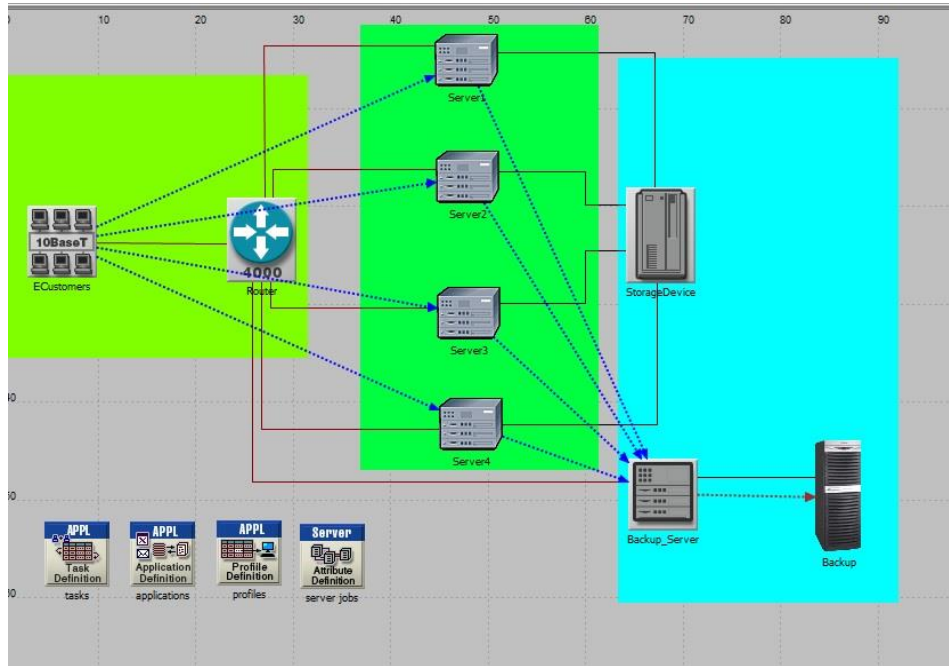 10 20 30 40 50 60 70 80 90
Server1
Server2
10BaseT
ECustomers
4000
Router
StorageDevice
Server3
Server4
Backup_Server
Backup
APPL
Task
Definition
tasks
APPL
Application
Definition
applications
APPL
Profile
Definition
profiles
Server
Attribute
Definition
server jobs